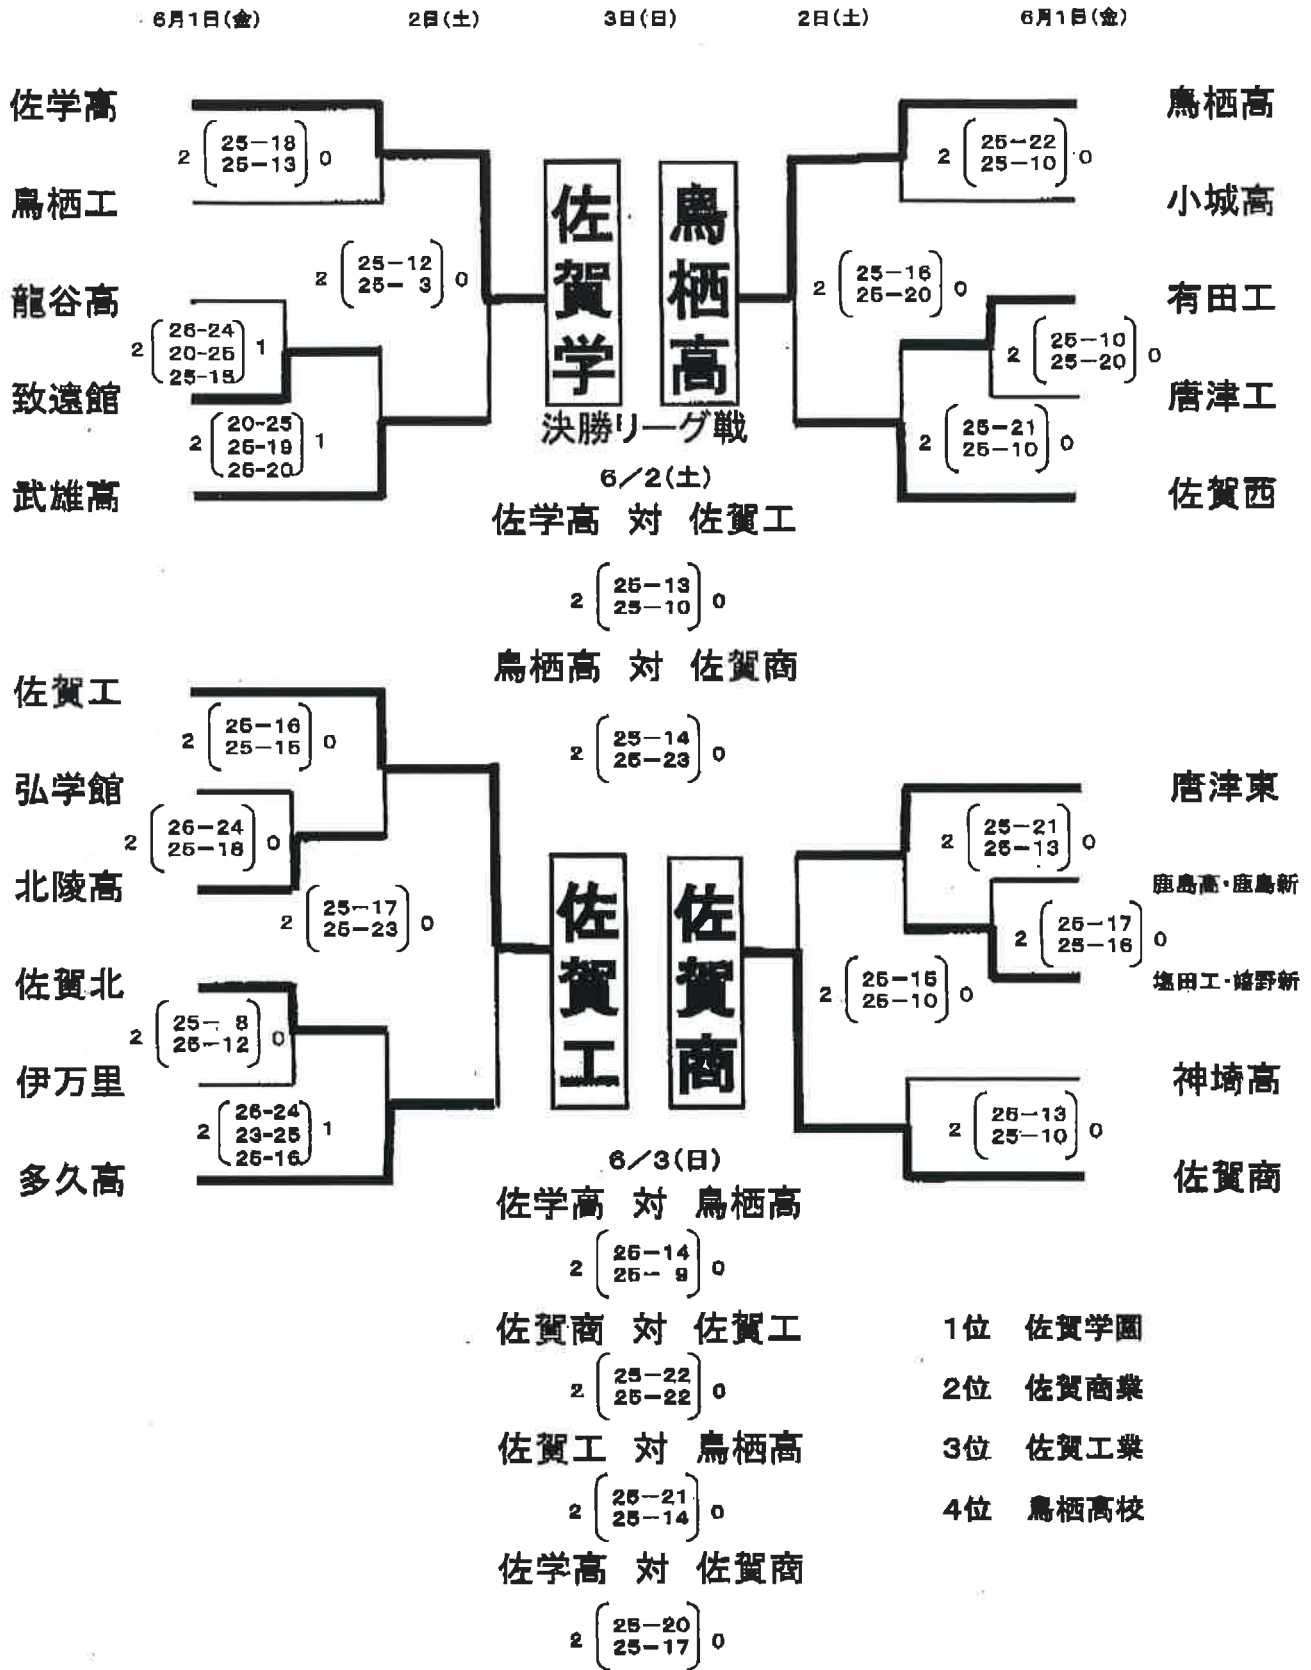 6月1日(金) 2日(土) 3日(日) 2日(土) 6月1日(金)
佐学高
2 25-18 0
25-13
鳥栖工
2 25-12 0
25- 3
龍谷高
2 26-24 1
20-25
25-15
致遠館
2 20-25 1
25-19
25-20
武雄高
佐賀学
鳥栖高
鳥栖高
2 25-22 0
25-10
小城高
2 25-16 0
25-20
有田工
2 25-10 0
25-20
唐津工
2 25-21 0
25-10
佐賀西
決勝リーグ戦
6/2(土)
佐学高 対 佐賀工
2 25-13 0
25-10
鳥栖高 対 佐賀商
2 25-14 0
25-23
佐賀工
2 25-16 0
25-15
弘学館
2 26-24 0
25-18
北陵高
2 25-17 0
25-23
佐賀北
2 25- 8 0
25-12
伊万里
2 26-24 1
23-25
25-16
多久高
佐賀工
佐賀商
唐津東
2 25-21 0
25-13
鹿島高・鹿島新
2 25-17 0
25-16
塩田工・嬉野新
2 25-15 0
25-10
神埼高
2 25-13 0
25-10
佐賀商
6/3(日)
佐学高 対 鳥栖高
2 25-14 0
25- 9
佐賀商 対 佐賀工
2 25-22 0
25-22
佐賀工 対 鳥栖高
2 25-21 0
25-14
佐学高 対 佐賀商
2 25-20 0
25-17
1位 佐賀学園
2位 佐賀商業
3位 佐賀工業
4位 鳥栖高校